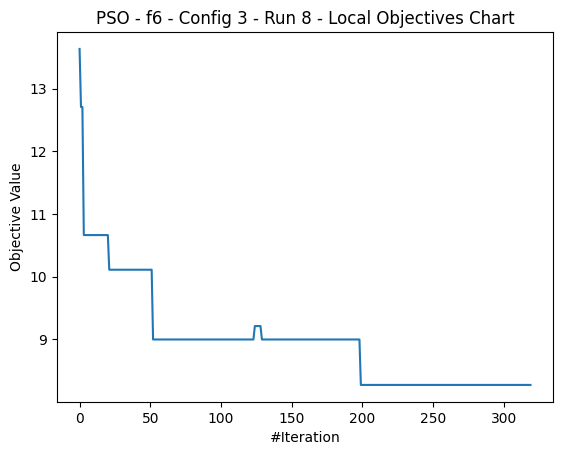 PSO - f6 - Config 3 - Run 8 - Local Objectives Chart
13
12
11
10
9
Objective Value
0 50 100 150 200 250 300
#Iteration